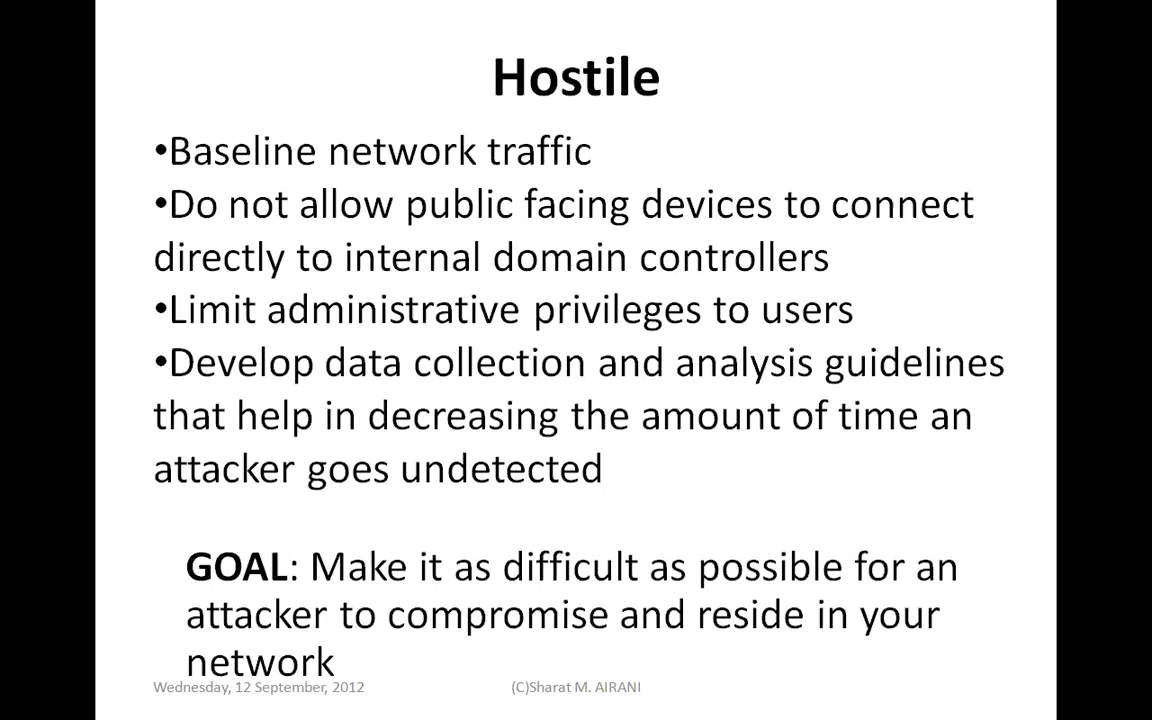 Hostile
•Baseline network traffic
•Do not allow public facing devices to connect
directly to internal domain controllers
•Limit administrative privileges to users
•Develop data collection and analysis guidelines
that help in decreasing the amount of time an
attacker goes undetected
GOAL: Make it as difficult as possible for an
attacker to compromise and reside in your
network
Wednesday, 12 September, 2012
(C)Sharat M. AIRANI